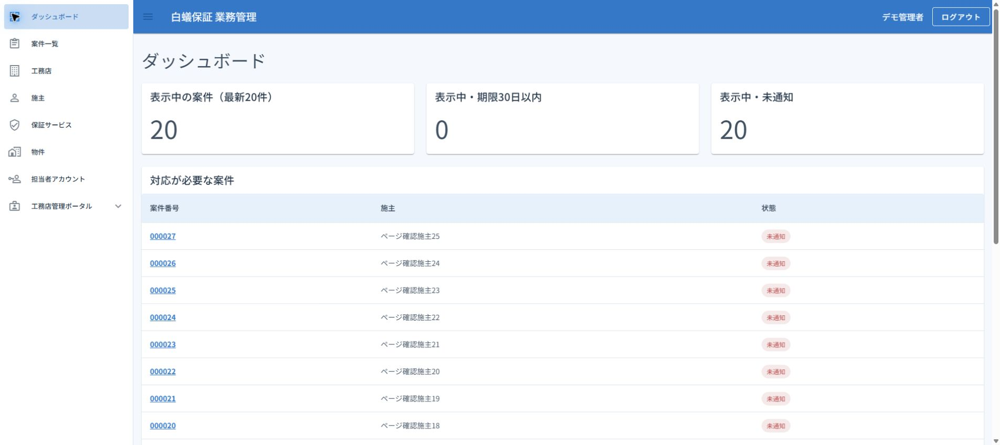 ダッシュボード
案件一覧
工務店
施主
保証サービス
物件
担当者アカウント
工務店管理ポータル
白蟻保証 業務管理
デモ管理者
ログアウト
ダッシュボード
表示中の案件（最新20件）
20
表示中・期限30日以内
0
表示中・未通知
20
対応が必要な案件
案件番号 施主 状態
000027 ページ確認施主25 未通知
000026 ページ確認施主24 未通知
000025 ページ確認施主23 未通知
000024 ページ確認施主22 未通知
000023 ページ確認施主21 未通知
000022 ページ確認施主20 未通知
000021 ページ確認施主19 未通知
000020 ページ確認施主18 未通知